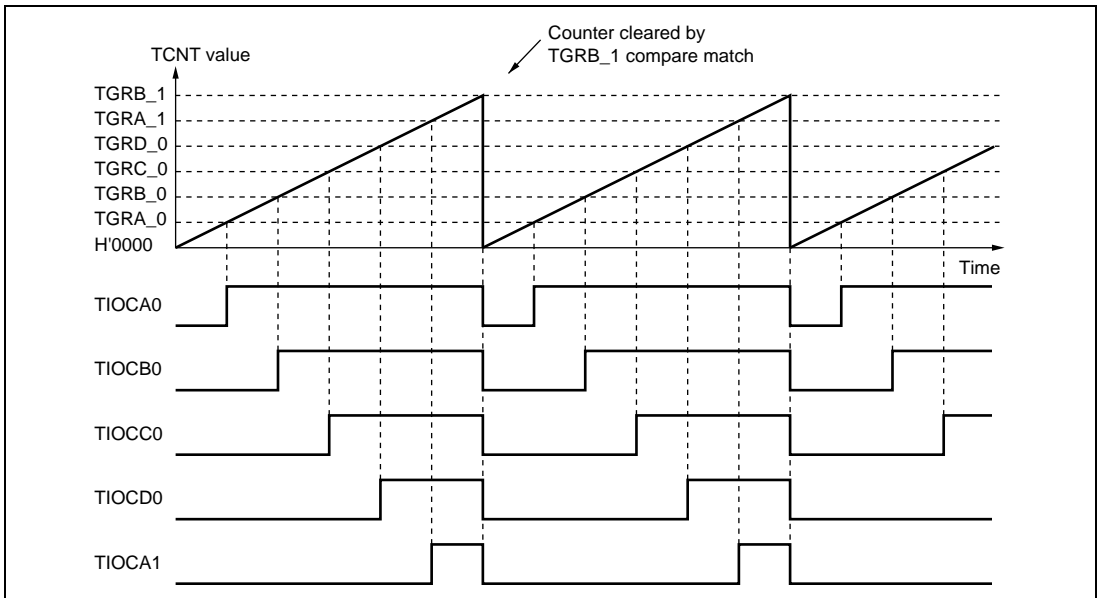 Counter cleared by
TGRB_1 compare match
TCNT value
TGRB_1
TGRA_1
TGRD_0
TGRC_0
TGRB_0
TGRA_0
H'0000
Time
TIOCA0
TIOCB0
TIOCC0
TIOCD0
TIOCA1